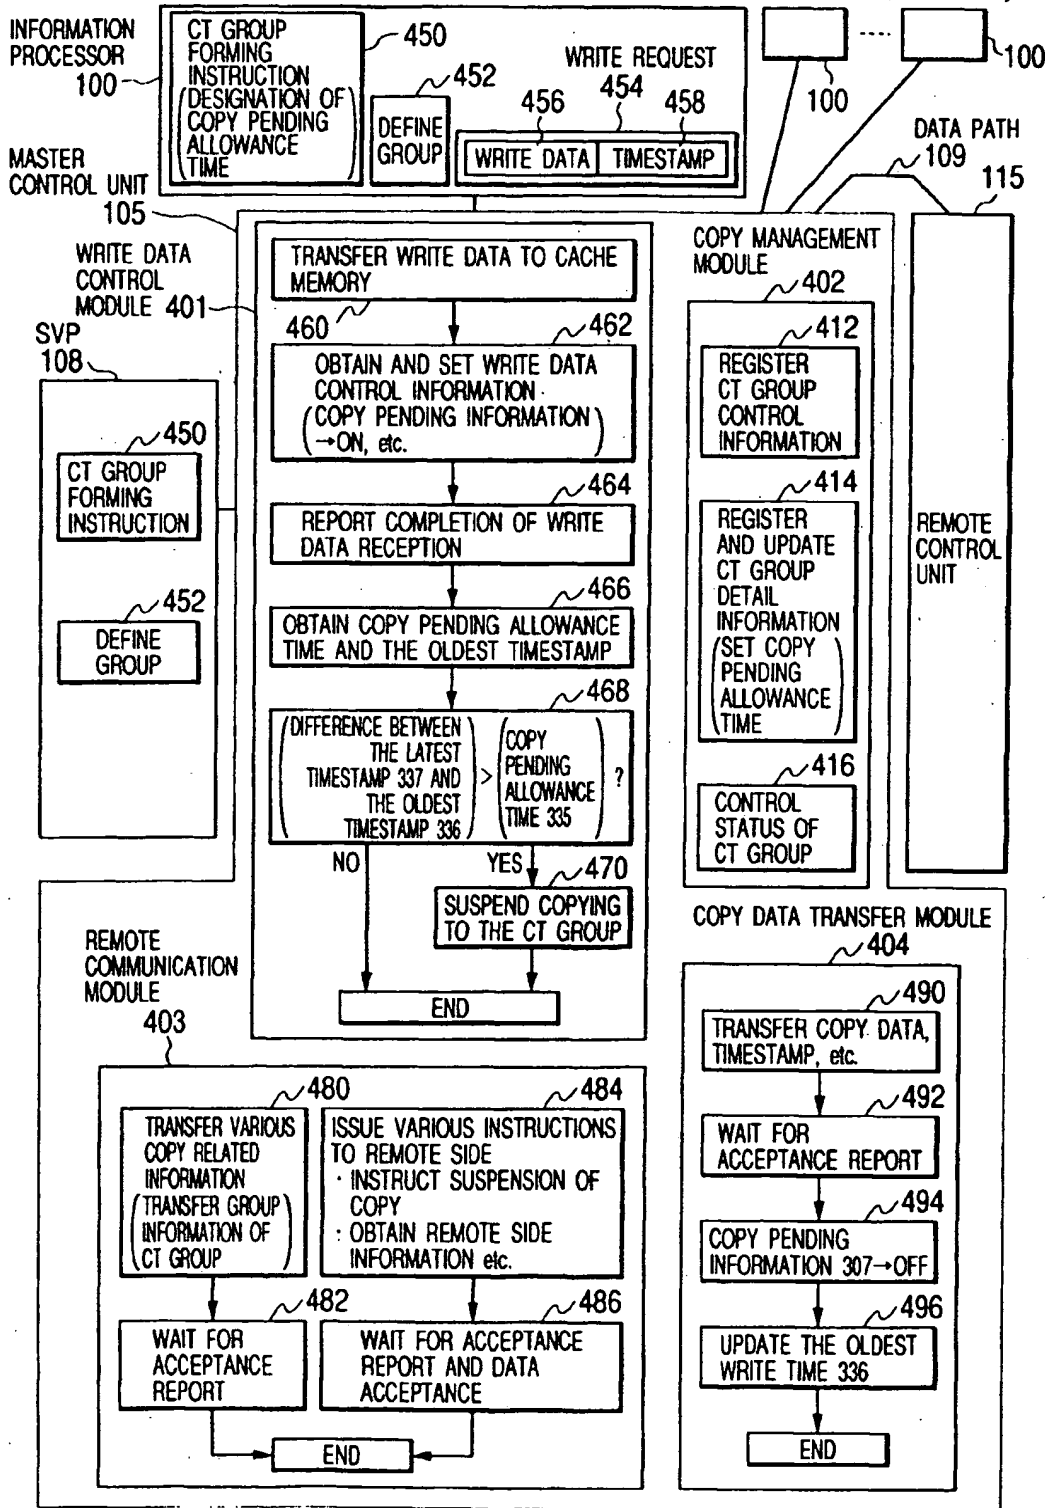 INFORMATION
PROCESSOR
100
CT GROUP
FORMING
INSTRUCTION
(DESIGNATION OF
COPY PENDING
ALLOWANCE
TIME)
450
452
DEFINE
GROUP
WRITE REQUEST
454
456
458
WRITE DATA
TIMESTAMP
100
100
DATA PATH
109
115
MASTER
CONTROL UNIT
105
WRITE DATA
CONTROL
MODULE 401
TRANSFER WRITE DATA TO CACHE
MEMORY
460
462
OBTAIN AND SET WRITE DATA
CONTROL INFORMATION
(COPY PENDING INFORMATION
→ON, etc.)
464
REPORT COMPLETION OF WRITE
DATA RECEPTION
466
OBTAIN COPY PENDING ALLOWANCE
TIME AND THE OLDEST TIMESTAMP
468
(DIFFERENCE BETWEEN
THE LATEST
TIMESTAMP 337 AND
THE OLDEST
TIMESTAMP 336)
>
(COPY
PENDING
ALLOWANCE
TIME 335)
?
NO
YES
470
SUSPEND COPYING
TO THE CT GROUP
END
SVP
108
450
CT GROUP
FORMING
INSTRUCTION
452
DEFINE
GROUP
COPY MANAGEMENT
MODULE
402
412
REGISTER
CT GROUP
CONTROL
INFORMATION
414
REGISTER
AND UPDATE
CT GROUP
DETAIL
INFORMATION
(SET COPY
PENDING
ALLOWANCE
TIME)
416
CONTROL
STATUS OF
CT GROUP
REMOTE
CONTROL
UNIT
REMOTE
COMMUNICATION
MODULE
403
480
TRANSFER VARIOUS
COPY RELATED
INFORMATION
(TRANSFER GROUP
INFORMATION OF
CT GROUP)
482
WAIT FOR
ACCEPTANCE
REPORT
484
ISSUE VARIOUS INSTRUCTIONS
TO REMOTE SIDE
· INSTRUCT SUSPENSION OF
COPY
· OBTAIN REMOTE SIDE
INFORMATION etc.
486
WAIT FOR ACCEPTANCE
REPORT AND DATA
ACCEPTANCE
END
COPY DATA TRANSFER MODULE
404
490
TRANSFER COPY DATA,
TIMESTAMP, etc.
492
WAIT FOR
ACCEPTANCE REPORT
494
COPY PENDING
INFORMATION 307→OFF
496
UPDATE THE OLDEST
WRITE TIME 336
END